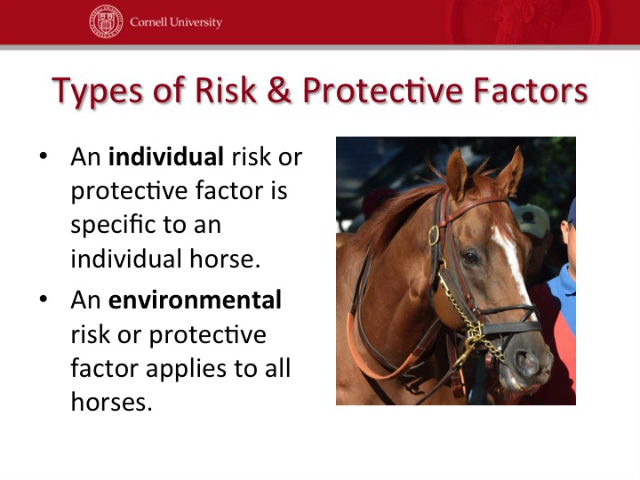 Cornell University
Types of Risk & Protective Factors
• An individual risk or
protective factor is
specific to an
individual horse.
• An environmental
risk or protective
factor applies to all
horses.